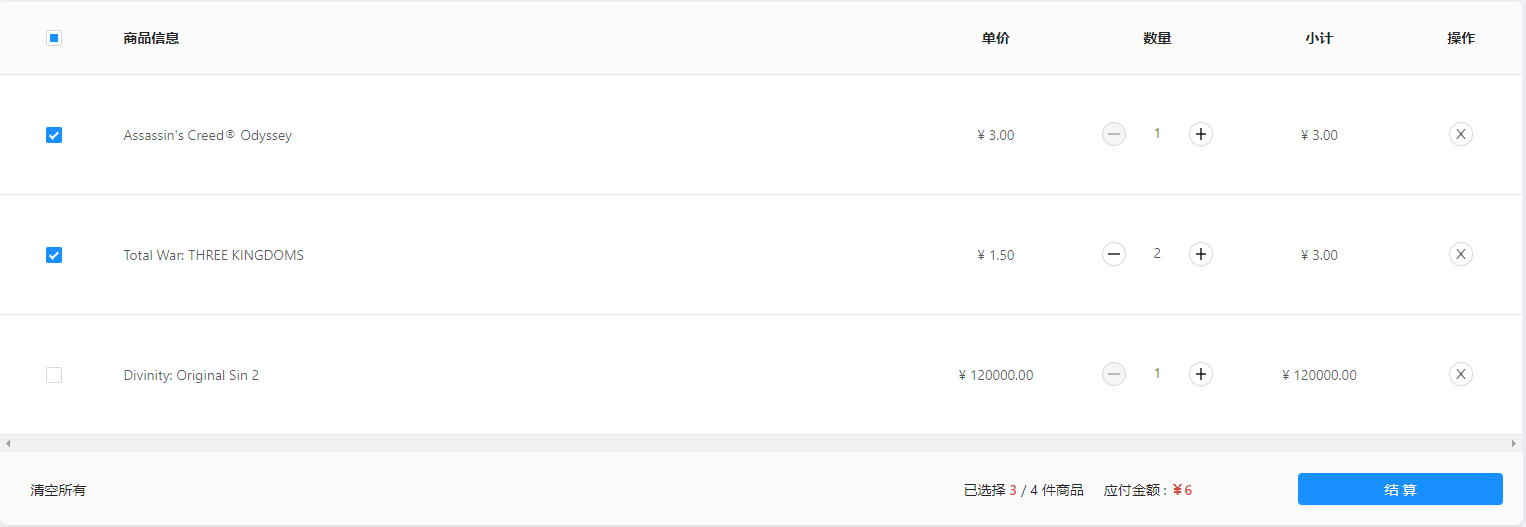 商品信息 单价 数量 小计 操作
Assassin's Creed® Odyssey ¥ 3.00 1 ¥ 3.00 X
Total War: THREE KINGDOMS ¥ 1.50 2 ¥ 3.00 X
Divinity: Original Sin 2 ¥ 120000.00 1 ¥ 120000.00 X
清空所有 已选择 3 / 4 件商品 应付金额 : ¥6 结 算